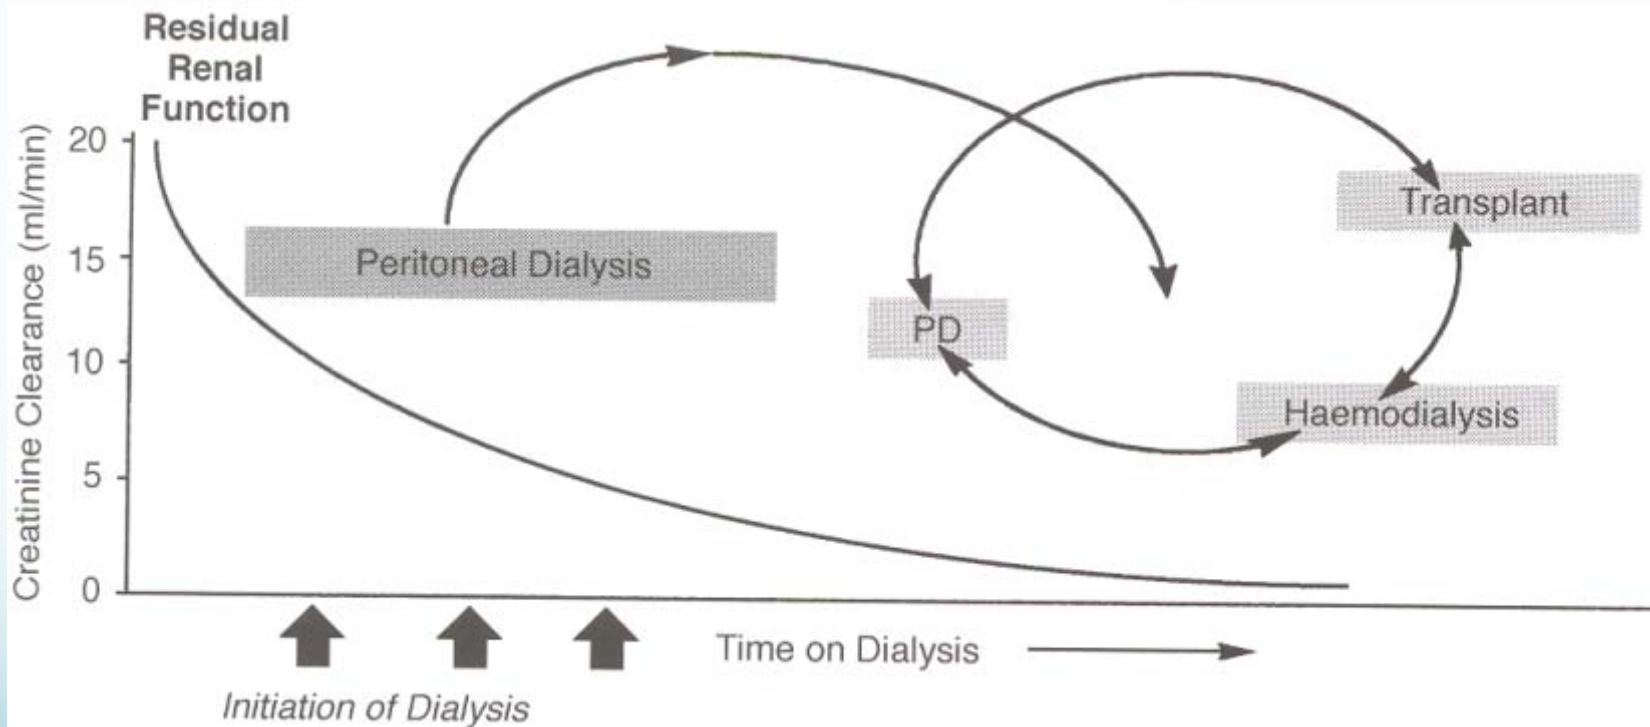 Residual
Renal
Function
Creatinine Clearance (ml/min)
20
15
10
5
0
Peritoneal Dialysis
PD
Transplant
Haemodialysis
Time on Dialysis
Initiation of Dialysis